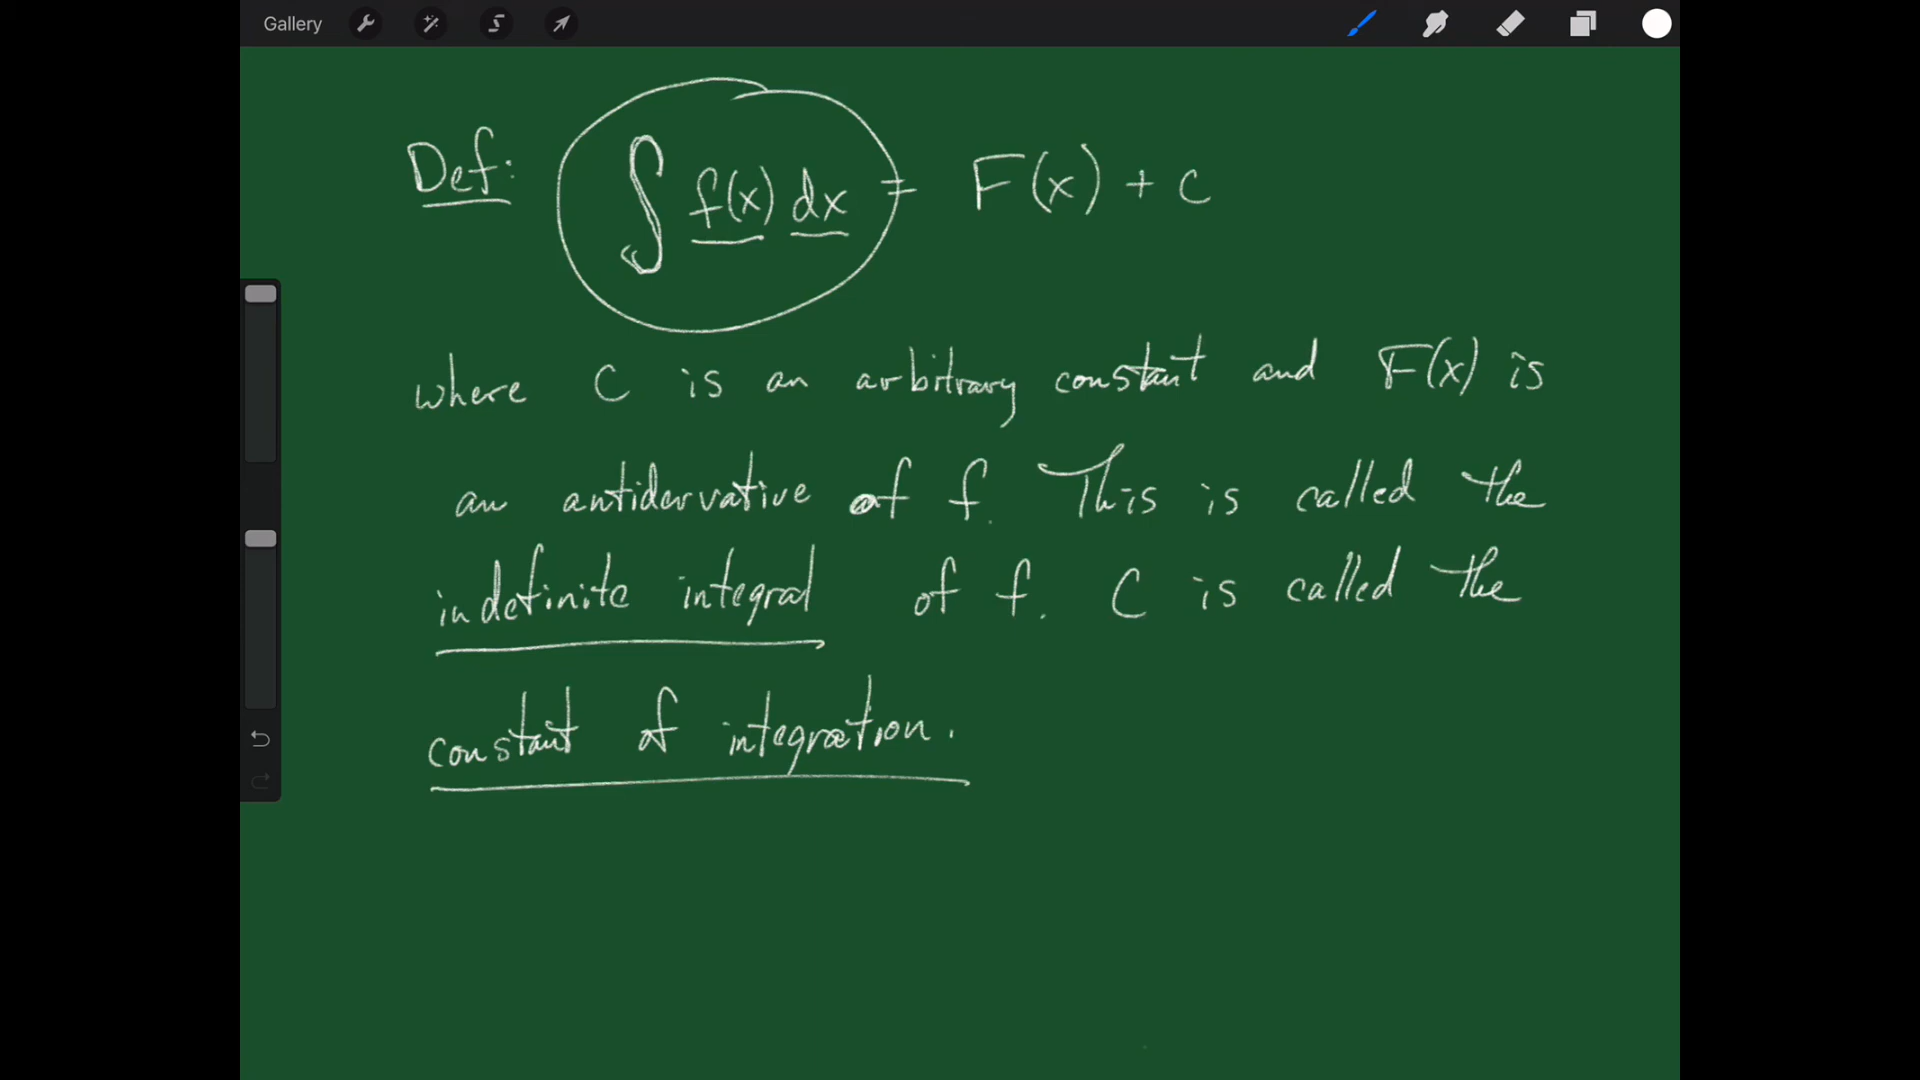 Gallery
Def: ∫ f(x) dx = F(x) + C
where C is an arbitrary constant and F(x) is
an antidervative of f. This is called the
indefinite integral of f. C is called the
constant of integration.